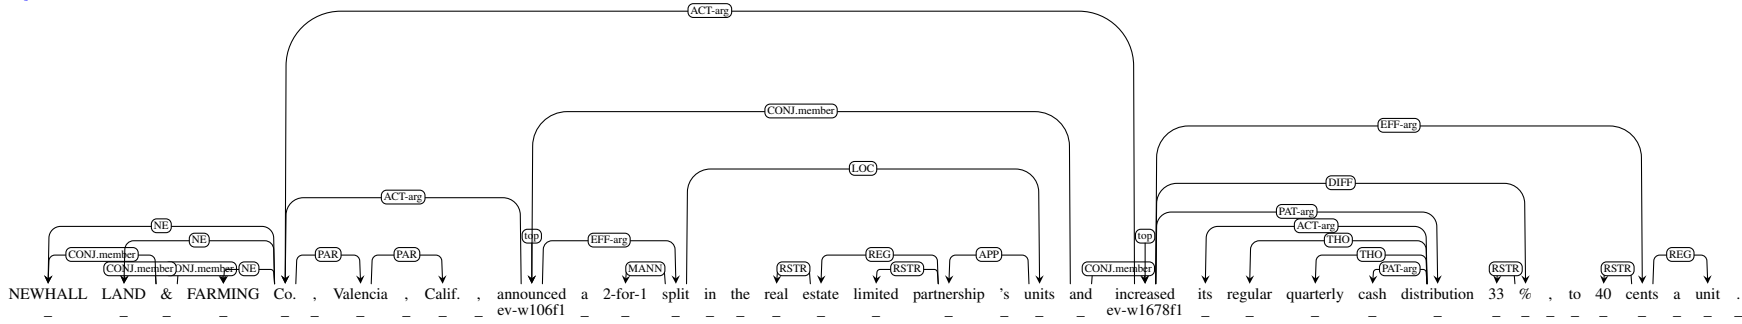 ACT-arg
CONJ.member
EFF-arg
LOC
DIFF
ACT-arg
PAT-arg
NE
ACT-arg
top
top
NE
EFF-arg
THO
CONJ.member
PAR
PAR
REG
APP
THO
REG
CONJ.member
CONJ.member
NE
MANN
RSTR
RSTR
CONJ.member
PAT-arg
RSTR
RSTR
NEWHALL LAND & FARMING Co. , Valencia , Calif. , announced a 2-for-1 split in the real estate limited partnership 's units and increased its regular quarterly cash distribution 33 % , to 40 cents a unit .
_ _ _ _ _ _ _ _ _ _ ev-w106f1 _ _ _ _ _ _ _ _ _ _ _ _ ev-w1678f1 _ _ _ _ _ _ _ _ _ _ _ _ _ _